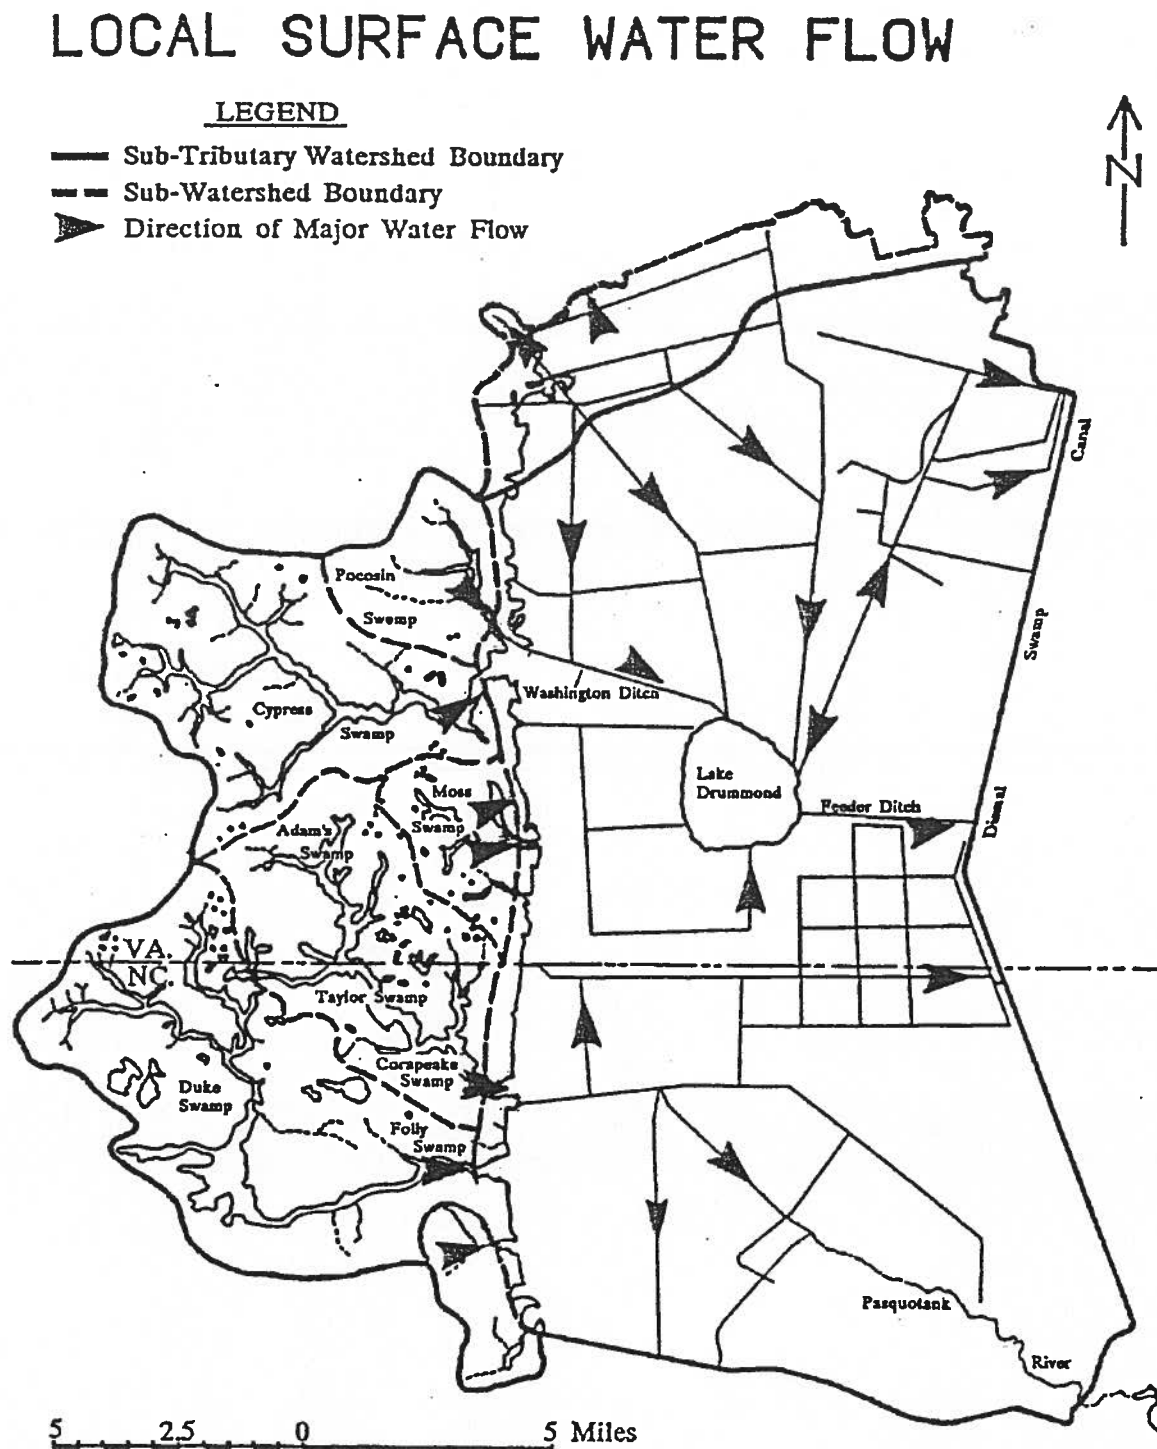 LOCAL SURFACE WATER FLOW
LEGEND
Sub-Tributary Watershed Boundary
Sub-Watershed Boundary
Direction of Major Water Flow
N
Canal
Pocosin
Swamp
Swamp
Washington Ditch
Cypress
Swamp
Lake
Drummond
Moss
Swamp
Feeder Ditch
Dismal
Adam's
Swamp
VA.
NC.
Taylor Swamp
Corapeake
Swamp
Duke
Swamp
Folly
Swamp
Pasquotank
River
5 2.5 0 5 Miles